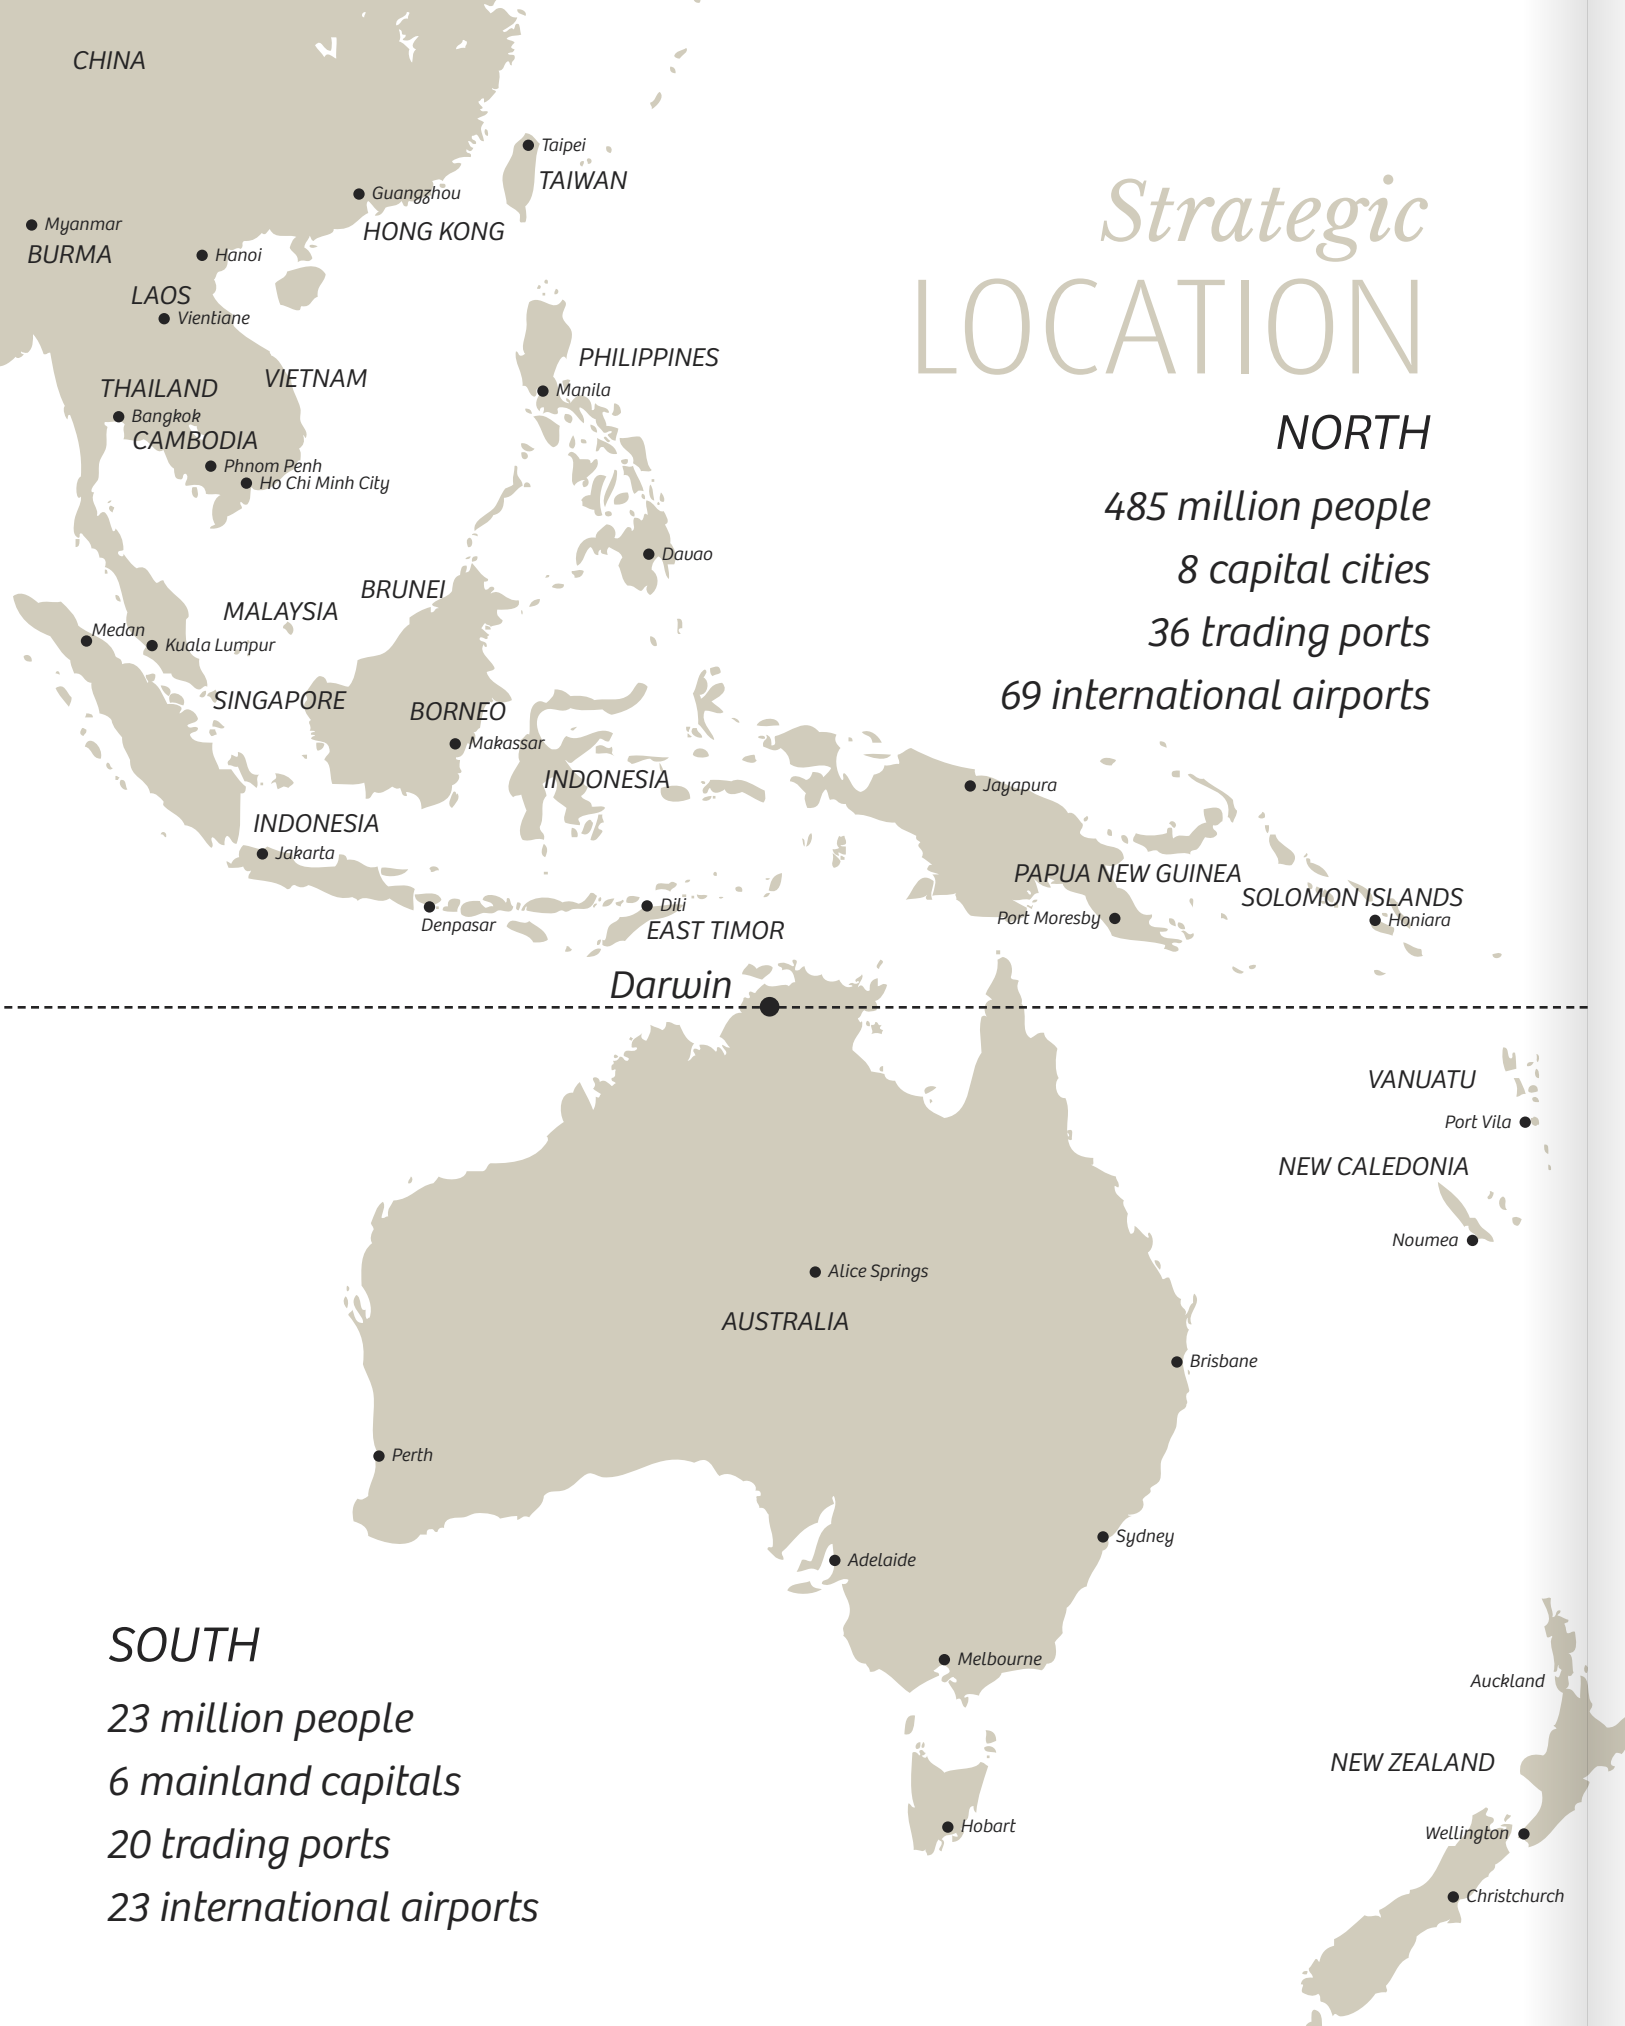 CHINA
Taipei
TAIWAN
Guangzhou
HONG KONG
Myanmar
BURMA
Hanoi
LAOS
Vientiane
Strategic
LOCATION
NORTH
485 million people
8 capital cities
36 trading ports
69 international airports
PHILIPPINES
Manila
VIETNAM
THAILAND
Bangkok
CAMBODIA
Phnom Penh
Ho Chi Minh City
Davao
BRUNEI
MALAYSIA
Medan
Kuala Lumpur
SINGAPORE
BORNEO
Makassar
INDONESIA
Jayapura
INDONESIA
Jakarta
PAPUA NEW GUINEA
SOLOMON ISLANDS
Port Moresby
Honiara
Denpasar
Dili
EAST TIMOR
Darwin
VANUATU
Port Vila
NEW CALEDONIA
Noumea
Alice Springs
AUSTRALIA
Brisbane
Perth
Sydney
Adelaide
Melbourne
Hobart
SOUTH
23 million people
6 mainland capitals
20 trading ports
23 international airports
Auckland
NEW ZEALAND
Wellington
Christchurch